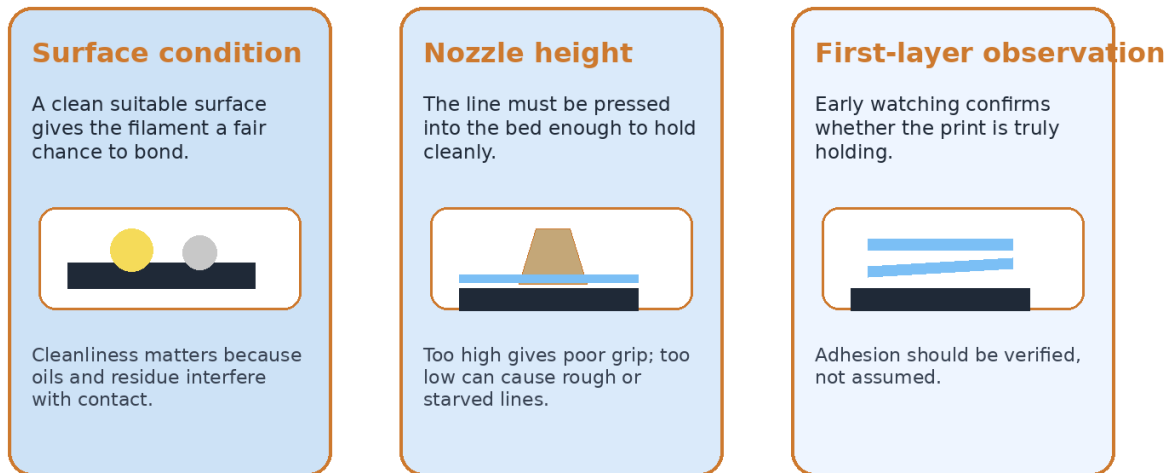 Surface condition
A clean suitable surface
gives the filament a fair
chance to bond.
Cleanliness matters because
oils and residue interfere
with contact.
Nozzle height
The line must be pressed
into the bed enough to hold
cleanly.
Too high gives poor grip; too
low can cause rough or
starved lines.
First-layer observation
Early watching confirms
whether the print is truly
holding.
Adhesion should be verified,
not assumed.